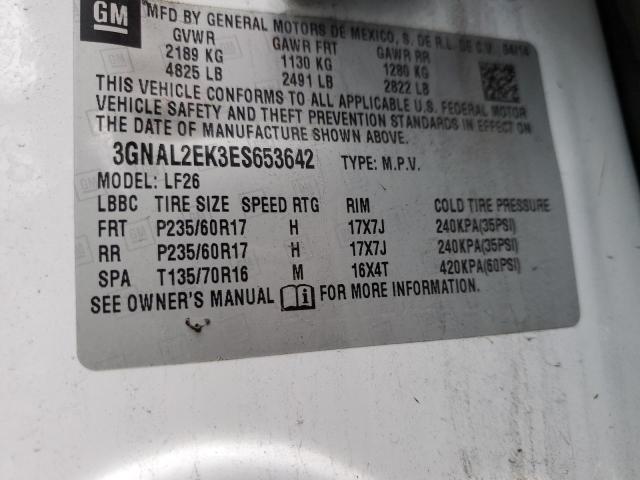 GM
MFD BY GENERAL MOTORS DE MEXICO, S. DE R.L. DE C.V. 04/14
GVWR GAWR FRT GAWR RR
2189 KG 1130 KG 1280 KG
4825 LB 2491 LB 2822 LB
THIS VEHICLE CONFORMS TO ALL APPLICABLE U.S. FEDERAL MOTOR
VEHICLE SAFETY AND THEFT PREVENTION STANDARDS IN EFFECT ON
THE DATE OF MANUFACTURE SHOWN ABOVE.
3GNAL2EK3ES653642 TYPE: M.P.V.
MODEL: LF26
LBBC TIRE SIZE SPEED RTG RIM COLD TIRE PRESSURE
FRT P235/60R17 H 17X7J 240KPA(35PSI)
RR P235/60R17 H 17X7J 240KPA(35PSI)
SPA T135/70R16 M 16X4T 420KPA(60PSI)
SEE OWNER'S MANUAL FOR MORE INFORMATION.